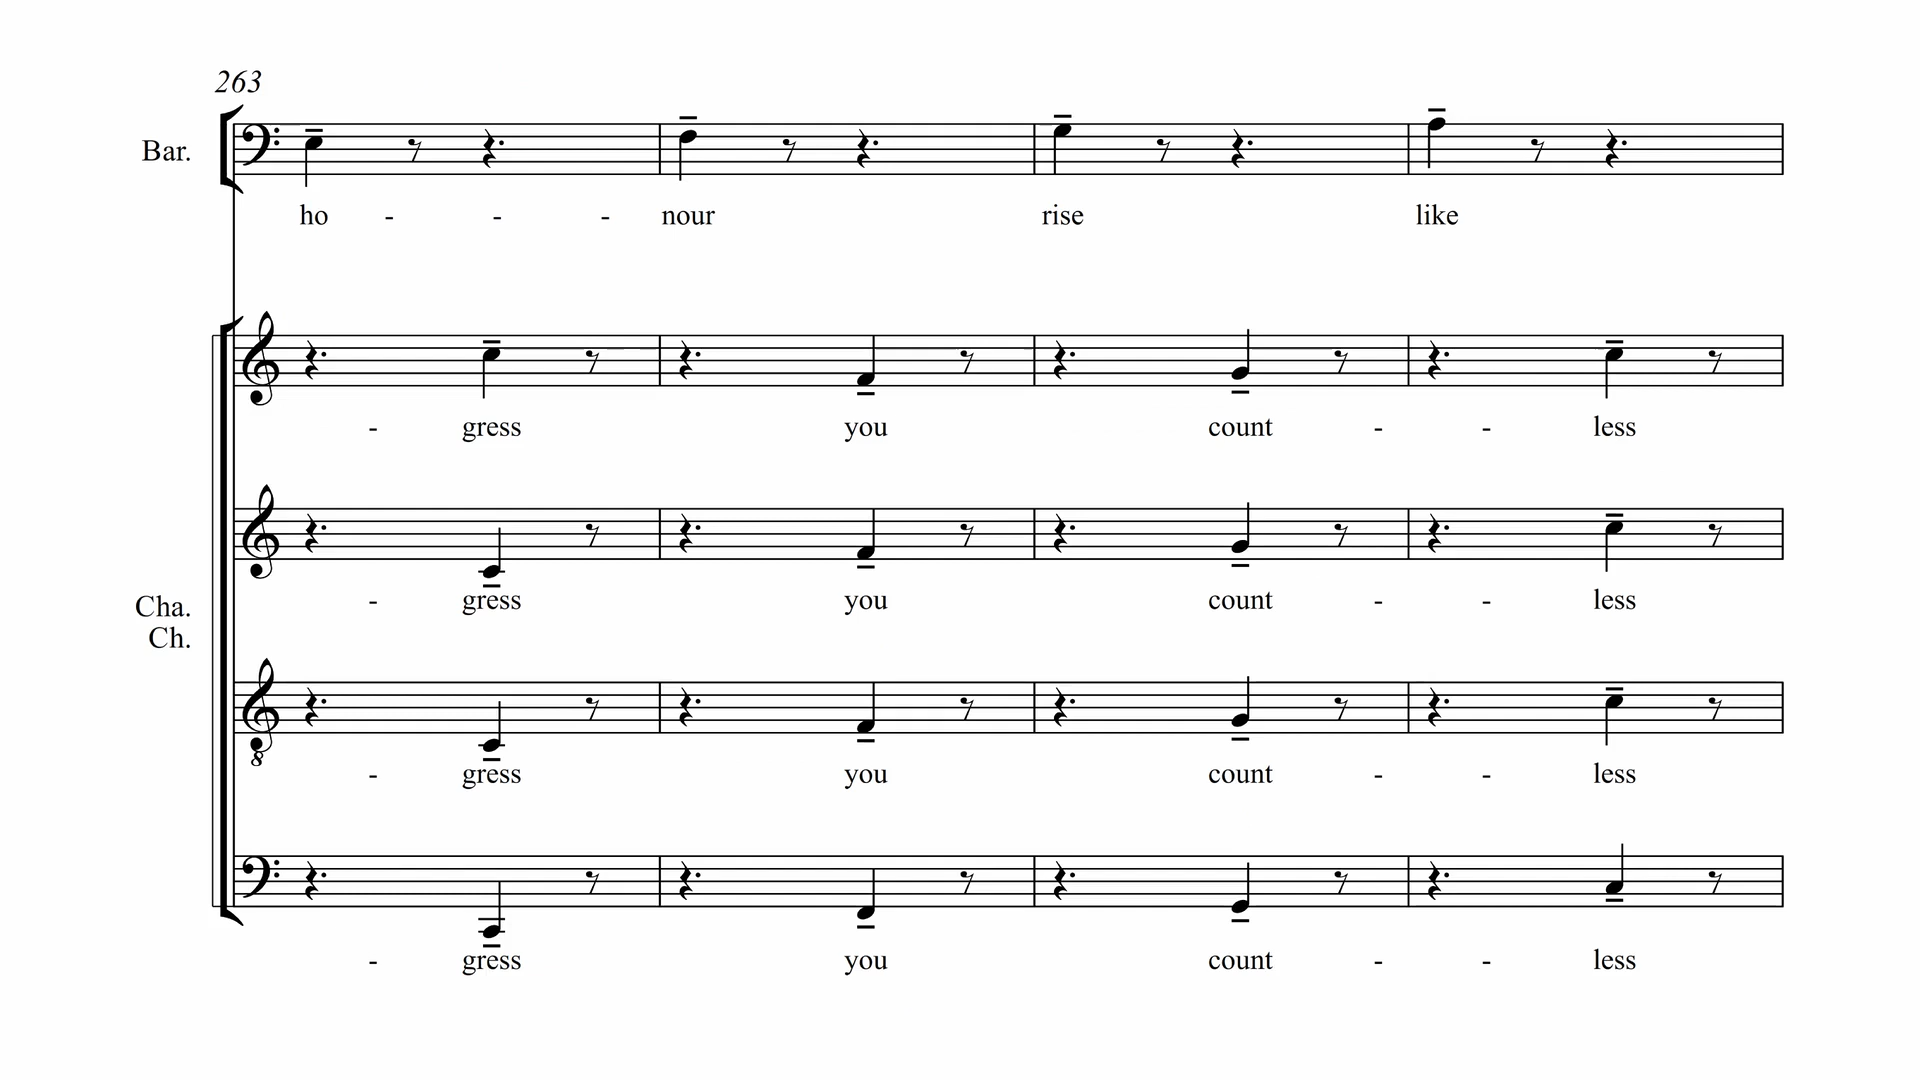 263
Bar.
ho - - - nour rise like
- gress you count - - less
- gress you count - - less
Cha.
Ch.
8
- gress you count - - less
- gress you count - - less